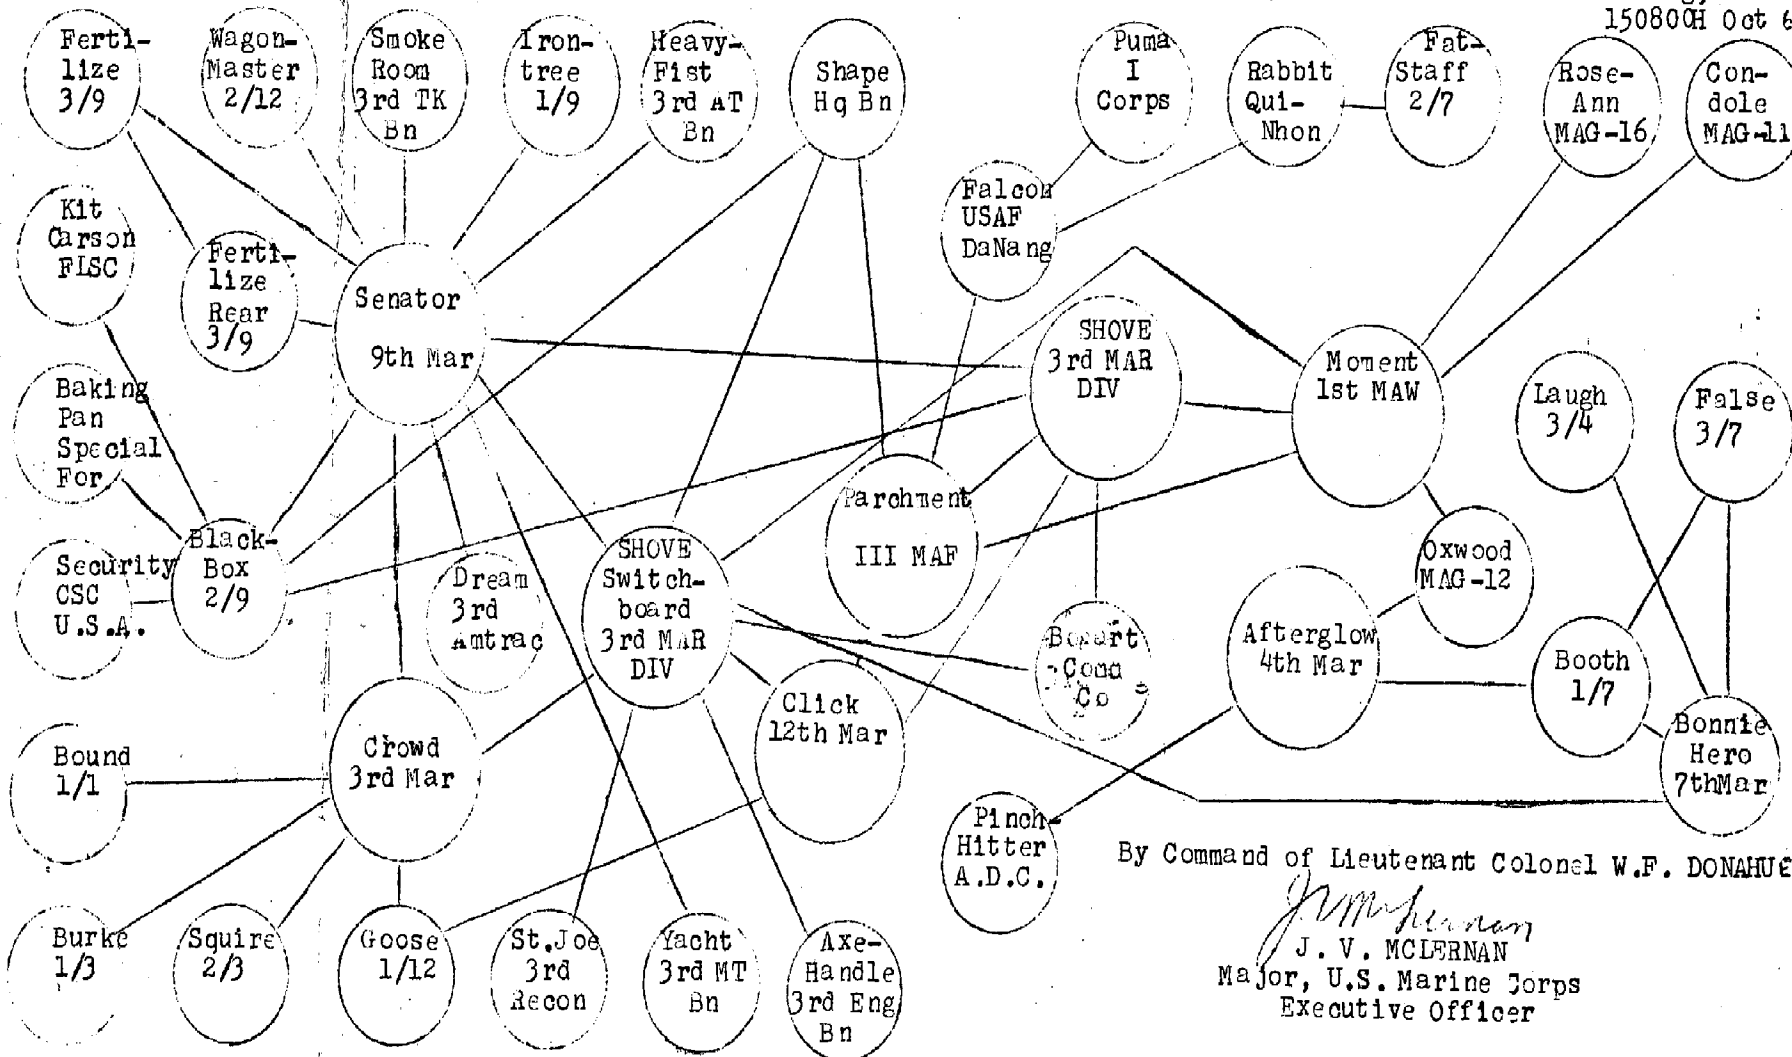 150800H Oct 6
Ferti-
lize
3/9
Wagon-
Master
2/12
Smoke
Room
3rd TK
Bn
Iron-
tree
1/9
Heavy-
Fist
3rd AT
Bn
Shape
Hq Bn
Puma
I
Corps
Rabbit
Qui-
Nhon
Fat-
Staff
2/7
Rose-
Ann
MAG-16
Con-
dole
MAG-11
Kit
Carson
FLSC
Ferti-
lize
Rear
3/9
Senator
9th Mar
Falcon
USAF
DaNang
SHOVE
3rd MAR
DIV
Moment
1st MAW
Laugh
3/4
False
3/7
Baking
Pan
Special
For
Parchment
III MAF
Security
CSC
U.S.A.
Black-
Box
2/9
Dream
3rd
Amtrac
SHOVE
Switch-
board
3rd MAR
DIV
Oxwood
MAG-12
Click
12th Mar
Bogart
Comm
Co
Afterglow
4th Mar
Booth
1/7
Bonnie
Hero
7thMar
Bound
1/1
Crowd
3rd Mar
Pinch-
Hitter
A.D.C.
Burke
1/3
Squire
2/3
Goose
1/12
St.Joe
3rd
Recon
Yacht
3rd MT
Bn
Axe-
Handle
3rd Eng
Bn
By Command of Lieutenant Colonel W.F. DONAHUE
J. V. MCLERNAN
Major, U.S. Marine Corps
Executive Officer